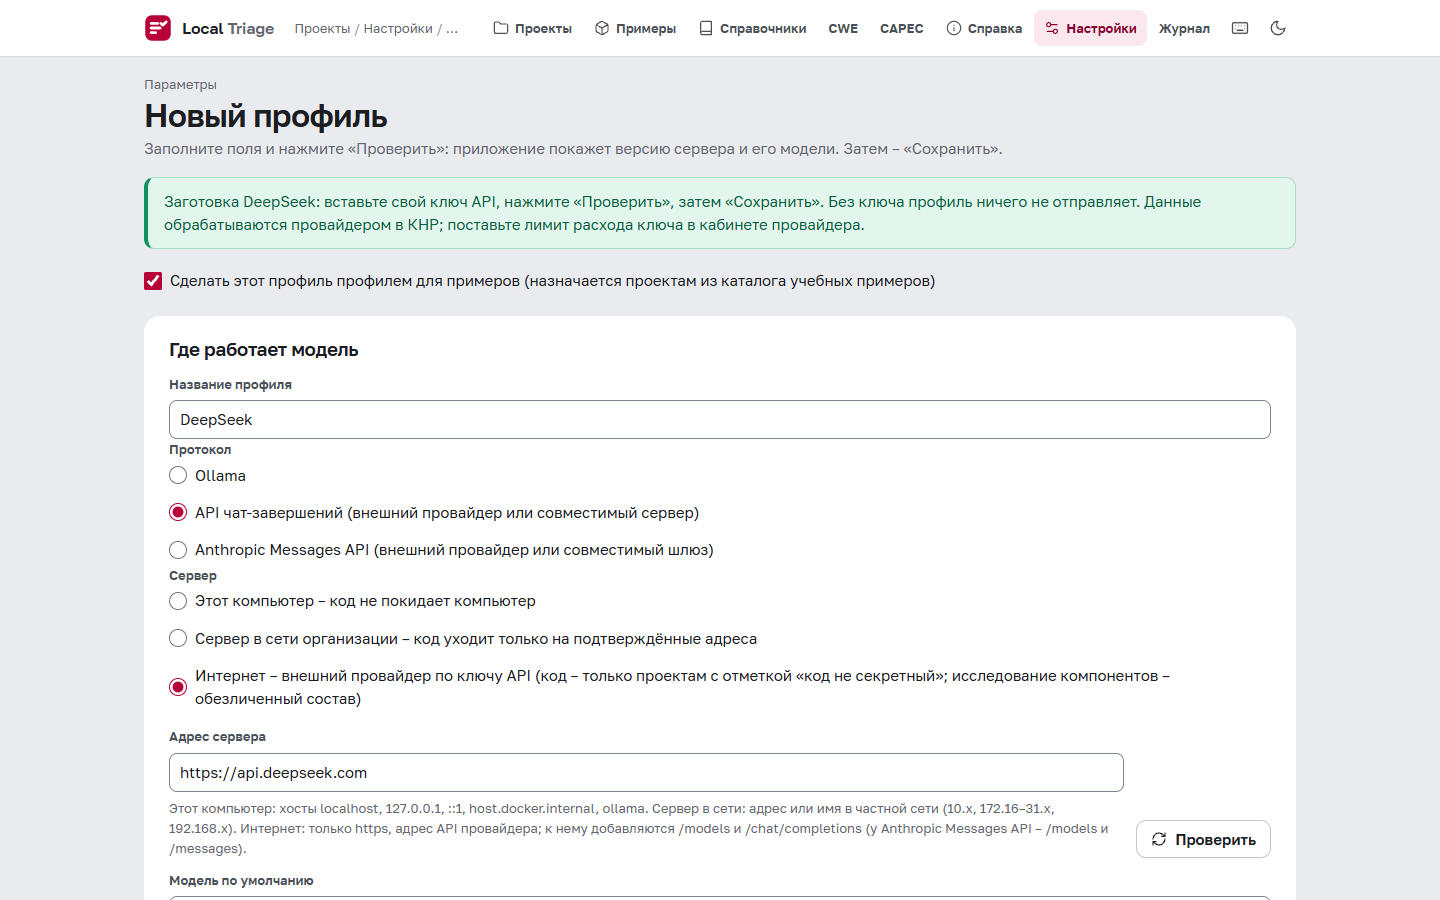 Local Triage
Проекты / Настройки / ...
Проекты
Примеры
Справочники
CWE
CAPEC
Справка
Настройки
Журнал
Параметры
Новый профиль
Заполните поля и нажмите «Проверить»: приложение покажет версию сервера и его модели. Затем – «Сохранить».
Заготовка DeepSeek: вставьте свой ключ API, нажмите «Проверить», затем «Сохранить». Без ключа профиль ничего не отправляет. Данные
обрабатываются провайдером в КНР; поставьте лимит расхода ключа в кабинете провайдера.
Сделать этот профиль профилем для примеров (назначается проектам из каталога учебных примеров)
Где работает модель
Название профиля
DeepSeek
Протокол
Ollama
API чат-завершений (внешний провайдер или совместимый сервер)
Anthropic Messages API (внешний провайдер или совместимый шлюз)
Сервер
Этот компьютер – код не покидает компьютер
Сервер в сети организации – код уходит только на подтверждённые адреса
Интернет – внешний провайдер по ключу API (код – только проектам с отметкой «код не секретный»; исследование компонентов –
обезличенный состав)
Адрес сервера
https://api.deepseek.com
Этот компьютер: хосты localhost, 127.0.0.1, ::1, host.docker.internal, ollama. Сервер в сети: адрес или имя в частной сети (10.x, 172.16–31.x,
192.168.x). Интернет: только https, адрес API провайдера; к нему добавляются /models и /chat/completions (у Anthropic Messages API – /models и
/messages).
Проверить
Модель по умолчанию